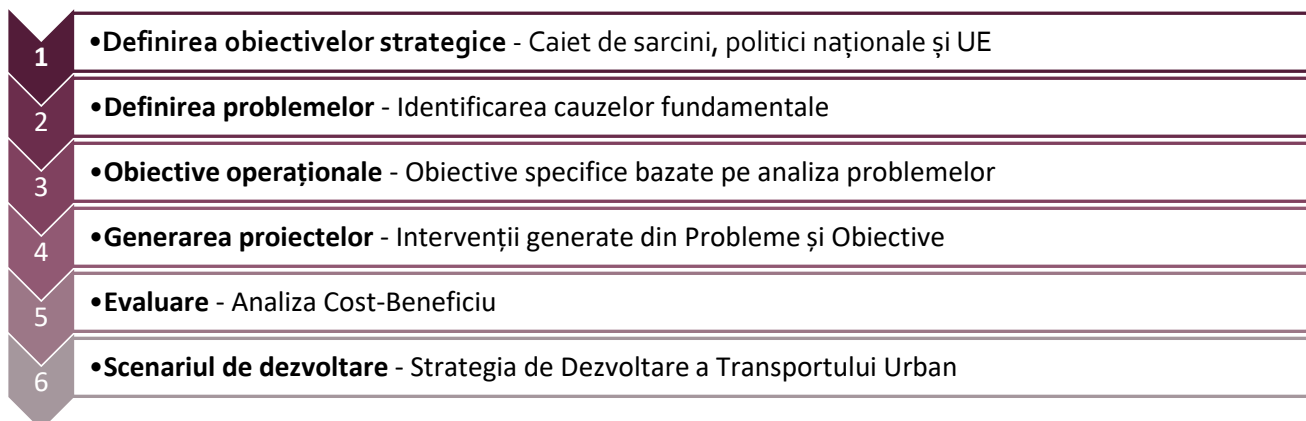 1 •Definirea obiectivelor strategice - Caiet de sarcini, politici naționale și UE
2 •Definirea problemelor - Identificarea cauzelor fundamentale
3 •Obiective operaționale - Obiective specifice bazate pe analiza problemelor
4 •Generarea proiectelor - Intervenții generate din Probleme și Obiective
5 •Evaluare - Analiza Cost-Beneficiu
6 •Scenariul de dezvoltare - Strategia de Dezvoltare a Transportului Urban